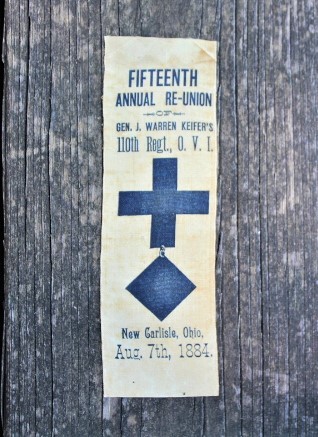 FIFTEENTH
ANNUAL RE-UNION
OF
GEN. J. WARREN KEIFER'S
110th Regt., O. V. I.
New Carlisle, Ohio,
Aug. 7th, 1884.